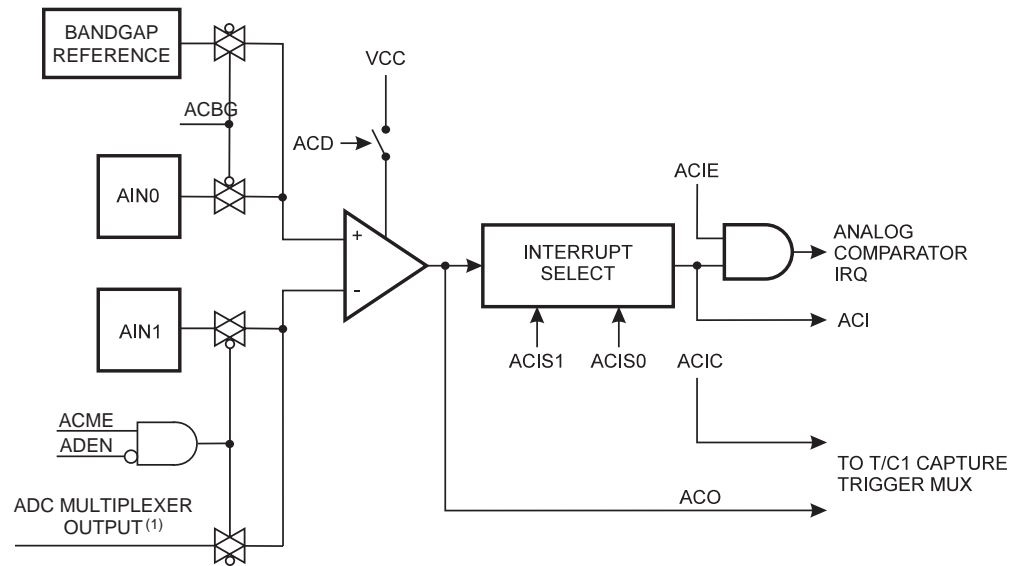 BANDGAP
REFERENCE
VCC
ACBG
ACD
AIN0
ACIE
+
-
INTERRUPT
SELECT
ANALOG
COMPARATOR
IRQ
AIN1
ACI
ACIS1
ACIS0
ACIC
ACME
ADEN
TO T/C1 CAPTURE
TRIGGER MUX
ACO
ADC MULTIPLEXER
OUTPUT (1)